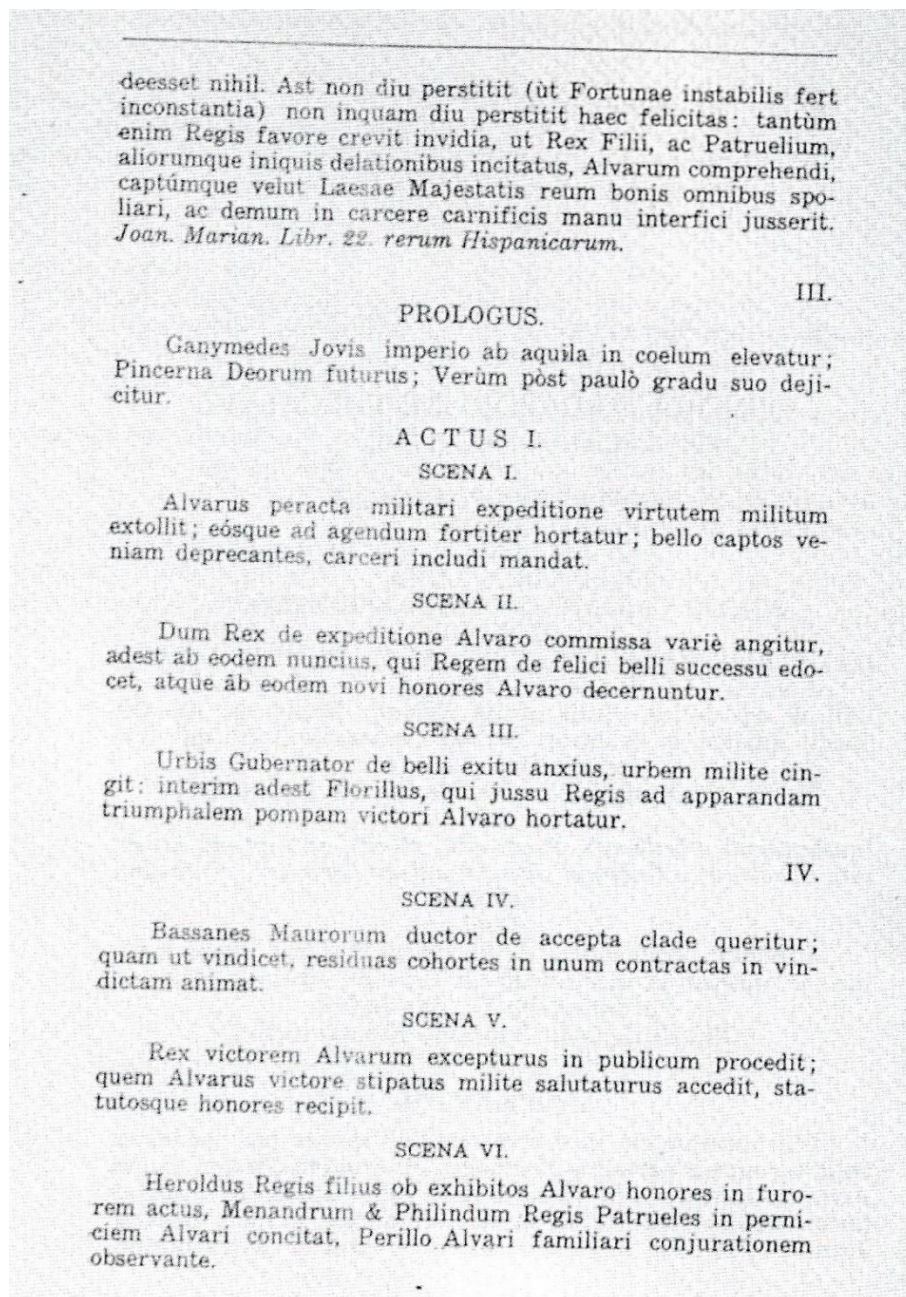 deesset nihil. Ast non diu perstitit (ùt Fortunae instabilis fert
inconstantia) non inquam diu perstitit haec felicitas: tantùm
enim Regis favore crevit invidia, ut Rex Filii, ac Patruelium,
aliorumque iniquis delationibus incitatus, Alvarum comprehendi,
captúmque velut Laesae Majestatis reum bonis omnibus spo-
liari, ac demum in carcere carnificis manu interfici jusserit.
Joan. Marian. Libr. 22. rerum Hispanicarum.
III.
PROLOGUS.
Ganymedes Jovis imperio ab aquila in coelum elevatur;
Pincerna Deorum futurus; Verùm pòst paulò gradu suo deji-
citur.
ACTUS I.
SCENA I.
Alvarus peracta militari expeditione virtutem militum
extollit; eósque ad agendum fortiter hortatur; bello captos ve-
niam deprecantes, carceri includi mandat.
SCENA II.
Dum Rex de expeditione Alvaro commissa variè angitur,
adest ab eodem nuncius, qui Regem de felici belli successu edo-
cet, atque âb eodem novi honores Alvaro decernuntur.
SCENA III.
Urbis Gubernator de belli exitu anxius, urbem milite cin-
git: interim adest Florillus, qui jussu Regis ad apparandam
triumphalem pompam victori Alvaro hortatur.
IV.
SCENA IV.
Bassanes Maurorum ductor de accepta clade queritur;
quam ut vindicet, residuas cohortes in unum contractas in vin-
dictam animat.
SCENA V.
Rex victorem Alvarum excepturus in publicum procedit;
quem Alvarus victore stipatus milite salutaturus accedit, sta-
tutosque honores recipit.
SCENA VI.
Heroldus Regis filius ob exhibitos Alvaro honores in furo-
rem actus, Menandrum & Philindum Regis Patrueles in perni-
ciem Alvari concitat, Perillo Alvari familiari conjurationem
observante.